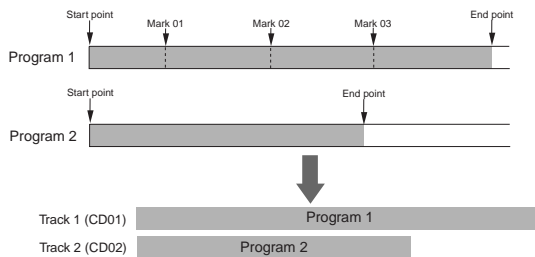 Start point Mark 01 Mark 02 Mark 03 End point
Program 1
Start point End point
Program 2
Track 1 (CD01) Program 1
Track 2 (CD02) Program 2